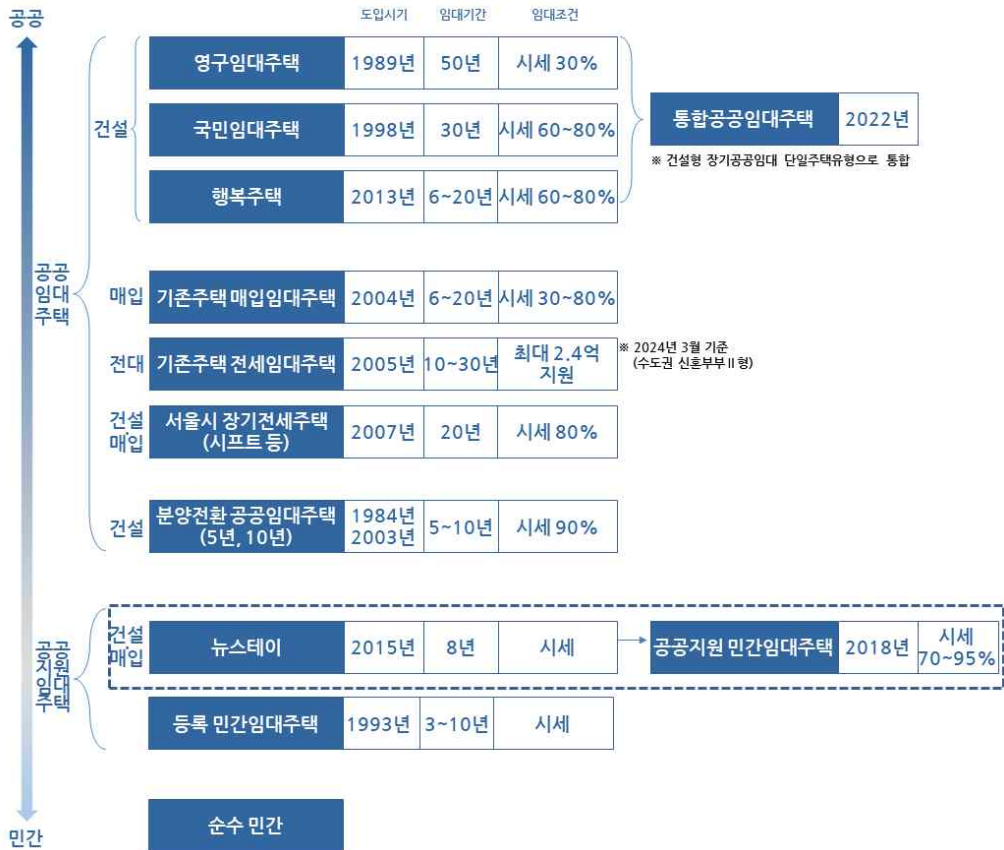 공공
도입시기 임대기간 임대조건
건설
영구임대주택 1989년 50년 시세 30%
국민임대주택 1998년 30년 시세 60~80%
행복주택 2013년 6~20년 시세 60~80%
통합공공임대주택 2022년
※ 건설형 장기공공임대 단일주택유형으로 통합
공공
임대
주택
매입 기존주택 매입임대주택 2004년 6~20년 시세 30~80%
전대 기존주택 전세임대주택 2005년 10~30년 최대 2.4억
지원
※ 2024년 3월 기준
(수도권 신혼부부Ⅱ형)
건설·
매입
서울시 장기전세주택
(시프트 등)
2007년 20년 시세 80%
건설
분양전환 공공임대주택
(5년, 10년)
1984년
2003년
5~10년 시세 90%
공공
지원
임대
주택
건설·
매입
뉴스테이 2015년 8년 시세
공공지원 민간임대주택 2018년 시세
70~95%
등록 민간임대주택 1993년 3~10년 시세
순수 민간
민간